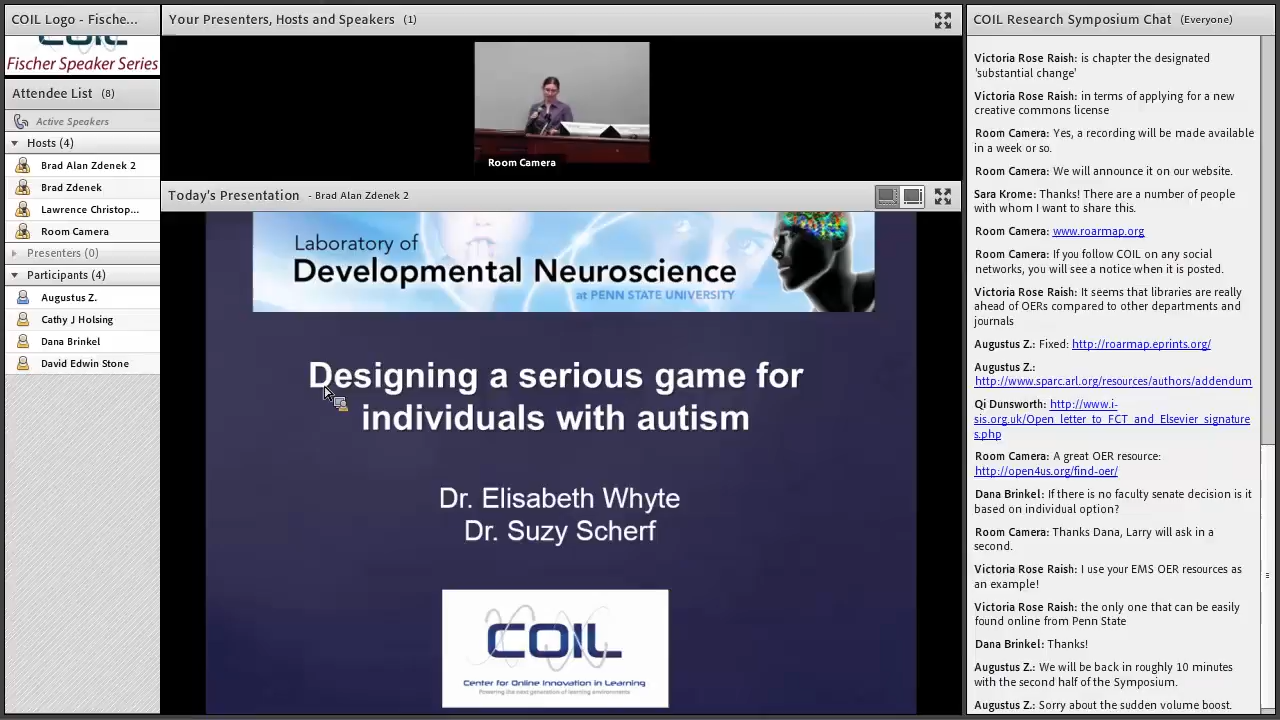 COIL Logo - Fische...
COIL
Fischer Speaker Series
Attendee List (8)
Active Speakers
Hosts (4)
Brad Alan Zdenek 2
Brad Zdenek
Lawrence Christop...
Room Camera
Presenters (0)
Participants (4)
Augustus Z.
Cathy J Holsing
Dana Brinkel
David Edwin Stone
Your Presenters, Hosts and Speakers (1)
Room Camera
Today's Presentation - Brad Alan Zdenek 2
Laboratory of
Developmental Neuroscience
at PENN STATE UNIVERSITY
Designing a serious game for
individuals with autism
Dr. Elisabeth Whyte
Dr. Suzy Scherf
COIL
Center for Online Innovation in Learning
Powering the next generation of learning environments
COIL Research Symposium Chat (Everyone)
Victoria Rose Raish: is chapter the designated
'substantial change'
Victoria Rose Raish: in terms of applying for a new
creative commons license
Room Camera: Yes, a recording will be made available
in a week or so.
Room Camera: We will announce it on our website.
Sara Krome: Thanks! There are a number of people
with whom I want to share this.
Room Camera: www.roarmap.org
Room Camera: If you follow COIL on any social
networks, you will see a notice when it is posted.
Victoria Rose Raish: the libraries are really
ahead of OERs compared to other departments and
journals
Augustus Z.: Fixed: http://roarmap.eprints.org/
Augustus Z.:
http://www.sparc.arl.org/resources/authors/addendum
Qi Dunsworth: http://www.i-
sis.org.uk/Open_letter_to_FCT_and_Elsevier_signature
s.php
Room Camera: A great OER resource:
http://open4us.org/find-oer/
Dana Brinkel: If there is no faculty authorization is it
based on individual option?
Room Camera: Thanks Dana, Larry will ask in a
second.
Victoria Rose Raish: I use your EMS OER resources as
an example!
Victoria Rose Raish: the only one that can be easily
found online from Penn State
Dana Brinkel: Thanks!
Augustus Z.: We will be back in roughly 10 minutes
with the remainder of the Symposium.
Augustus Z.: Sorry about the sudden volume boost.